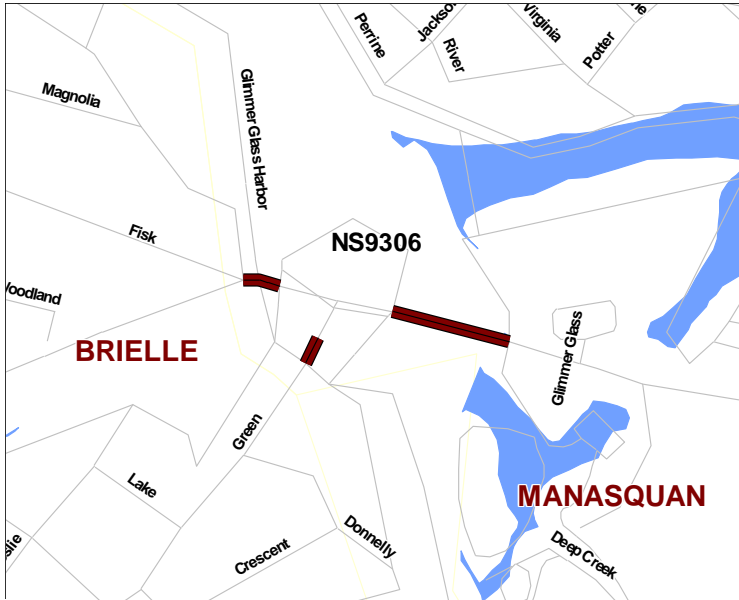 Perrine
Jackson
Virginia
Potter
River
Magnolia
Glimmer Glass Harbor
Fisk
NS9306
Woodland
BRIELLE
Glimmer Glass
Green
Lake
MANASQUAN
Donnelly
Crescent
Deep Creek